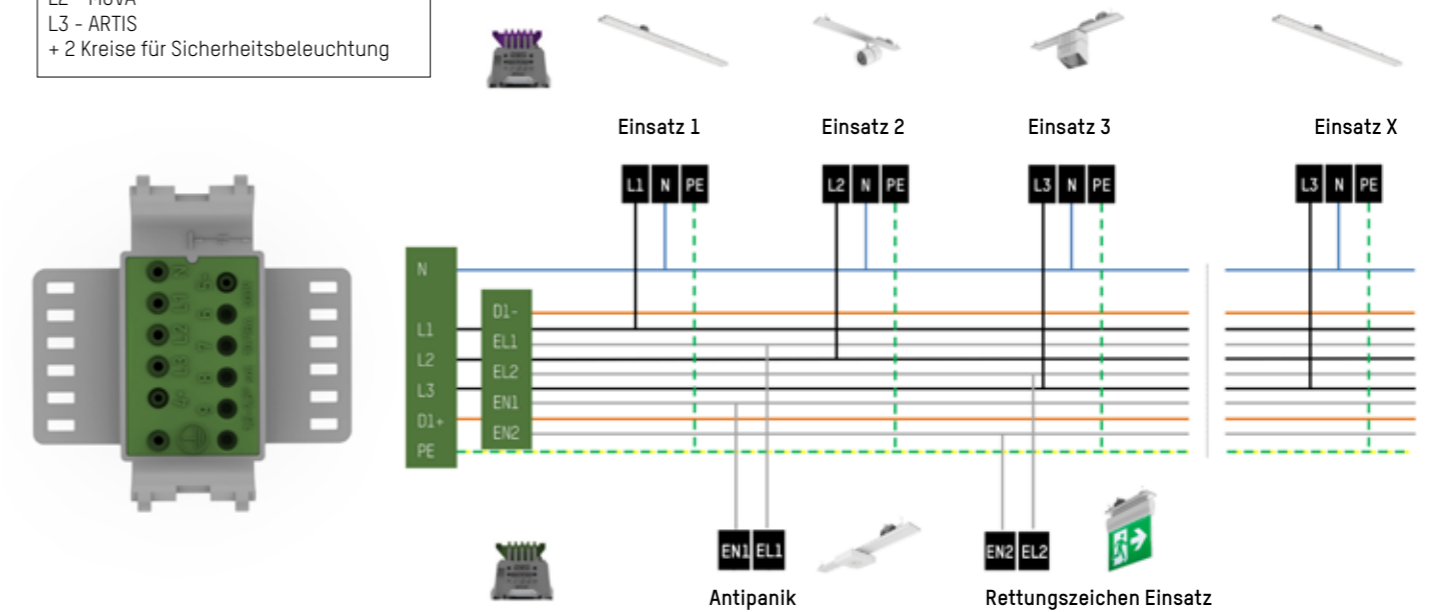 L3 - ARTIS
+ 2 Kreise für Sicherheitsbeleuchtung
Einsatz 1
Einsatz 2
Einsatz 3
Einsatz X
L1 N PE
L2 N PE
L3 N PE
L3 N PE
N
D1-
L1
EL1
L2
EL2
L3
EN1
D1+
EN2
PE
N
L1
L2
L3
EN1 EL1
EN2 EL2
Antipanik
Rettungszeichen Einsatz